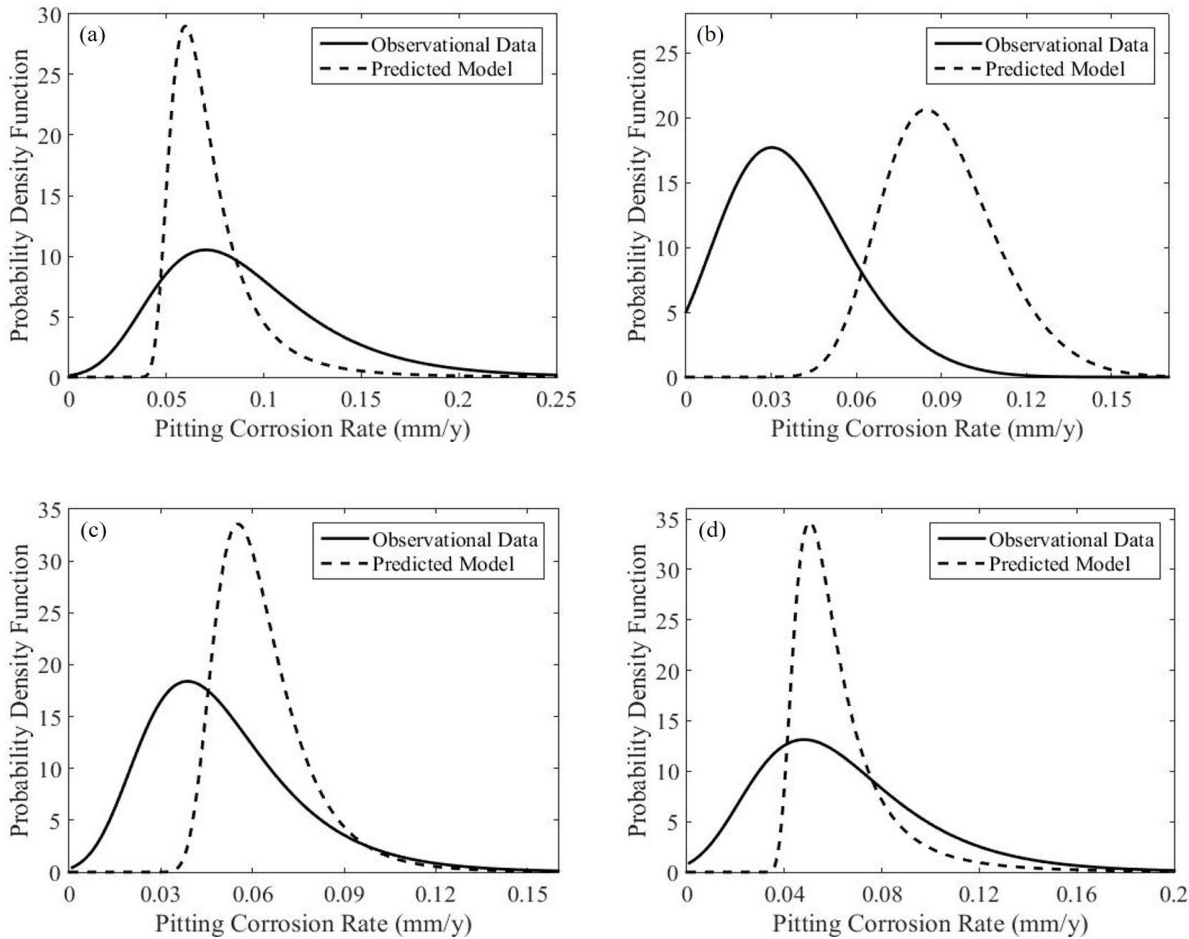 (a)
Observational Data
Predicted Model
30
25
20
15
10
5
0
Probability Density Function
0 0.05 0.1 0.15 0.2 0.25
Pitting Corrosion Rate (mm/y)
(b)
Observational Data
Predicted Model
25
20
15
10
5
0
Probability Density Function
0 0.03 0.06 0.09 0.12 0.15
Pitting Corrosion Rate (mm/y)
(c)
Observational Data
Predicted Model
35
30
25
20
15
10
5
0
Probability Density Function
0 0.03 0.06 0.09 0.12 0.15
Pitting Corrosion Rate (mm/y)
(d)
Observational Data
Predicted Model
35
30
25
20
15
10
5
0
Probability Density Function
0 0.04 0.08 0.12 0.16 0.2
Pitting Corrosion Rate (mm/y)